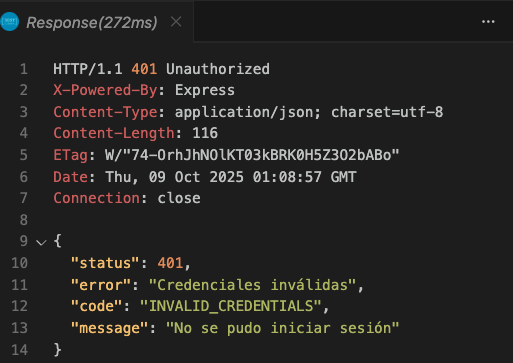 Response(272ms)
1 HTTP/1.1 401 Unauthorized
2 X-Powered-By: Express
3 Content-Type: application/json; charset=utf-8
4 Content-Length: 116
5 ETag: W/"74-OrhJhNOlKT03kBRK0H5Z3O2bABo"
6 Date: Thu, 09 Oct 2025 01:08:57 GMT
7 Connection: close
8
9 {
10 "status": 401,
11 "error": "Credenciales inválidas",
12 "code": "INVALID_CREDENTIALS",
13 "message": "No se pudo iniciar sesión"
14 }